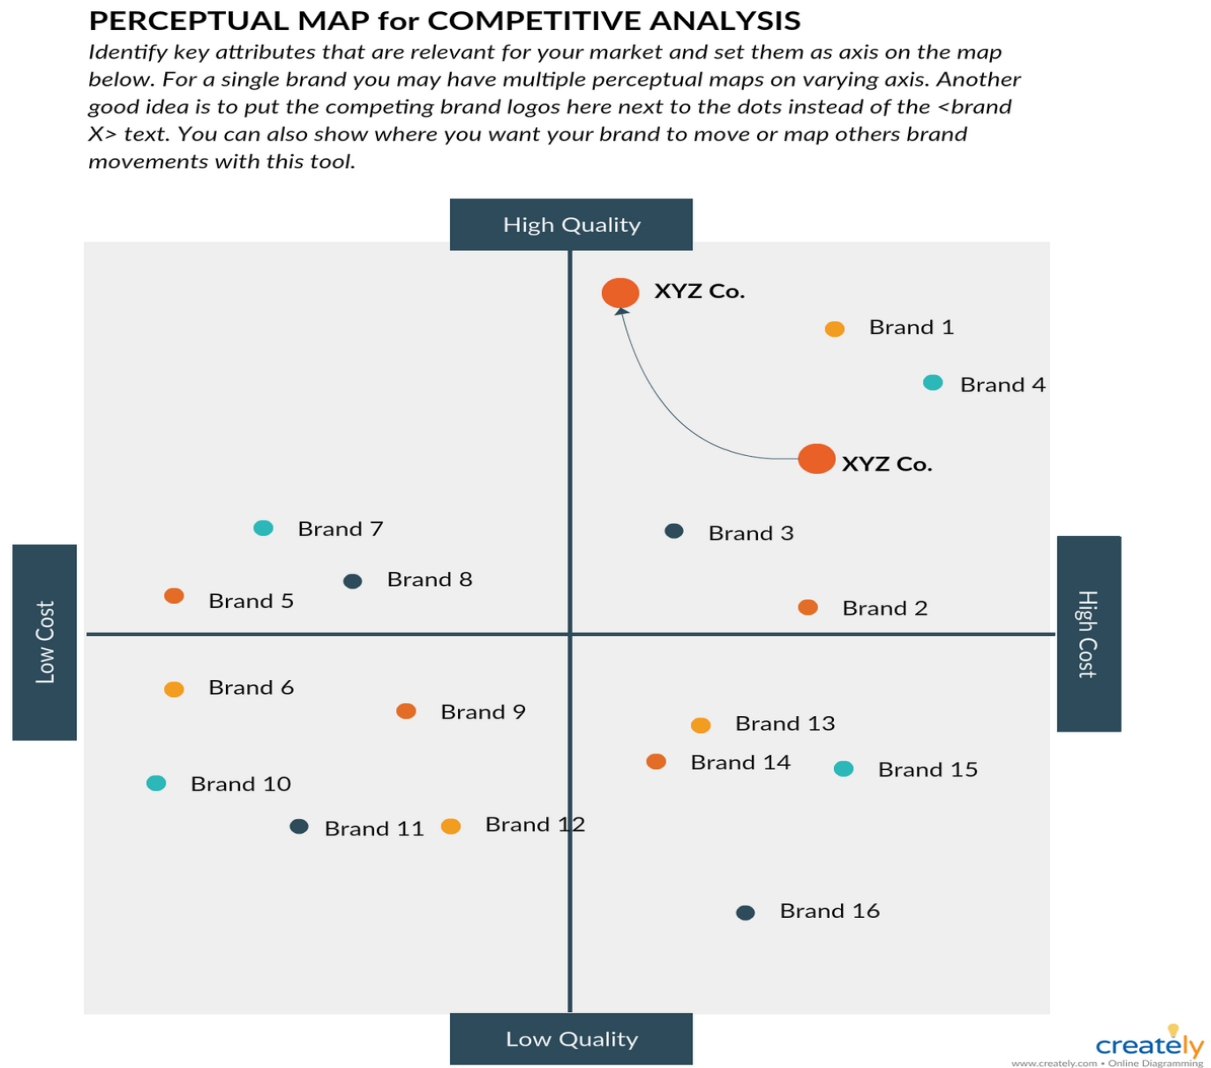 PERCEPTUAL MAP for COMPETITIVE ANALYSIS
Identify key attributes that are relevant for your market and set them as axis on the map
below. For a single brand you may have multiple perceptual maps on varying axis. Another
good idea is to put the competing brand logos here next to the dots instead of the <brand
X> text. You can also show where you want your brand to move or map others brand
movements with this tool.
High Quality
XYZ Co.
Brand 1
Brand 4
XYZ Co.
Brand 7
Brand 3
Brand 8
Brand 5
Brand 2
Low Cost
High Cost
Brand 6
Brand 9
Brand 13
Brand 14
Brand 15
Brand 10
Brand 11
Brand 12
Brand 16
Low Quality
creately
www.creately.com • Online Diagramming